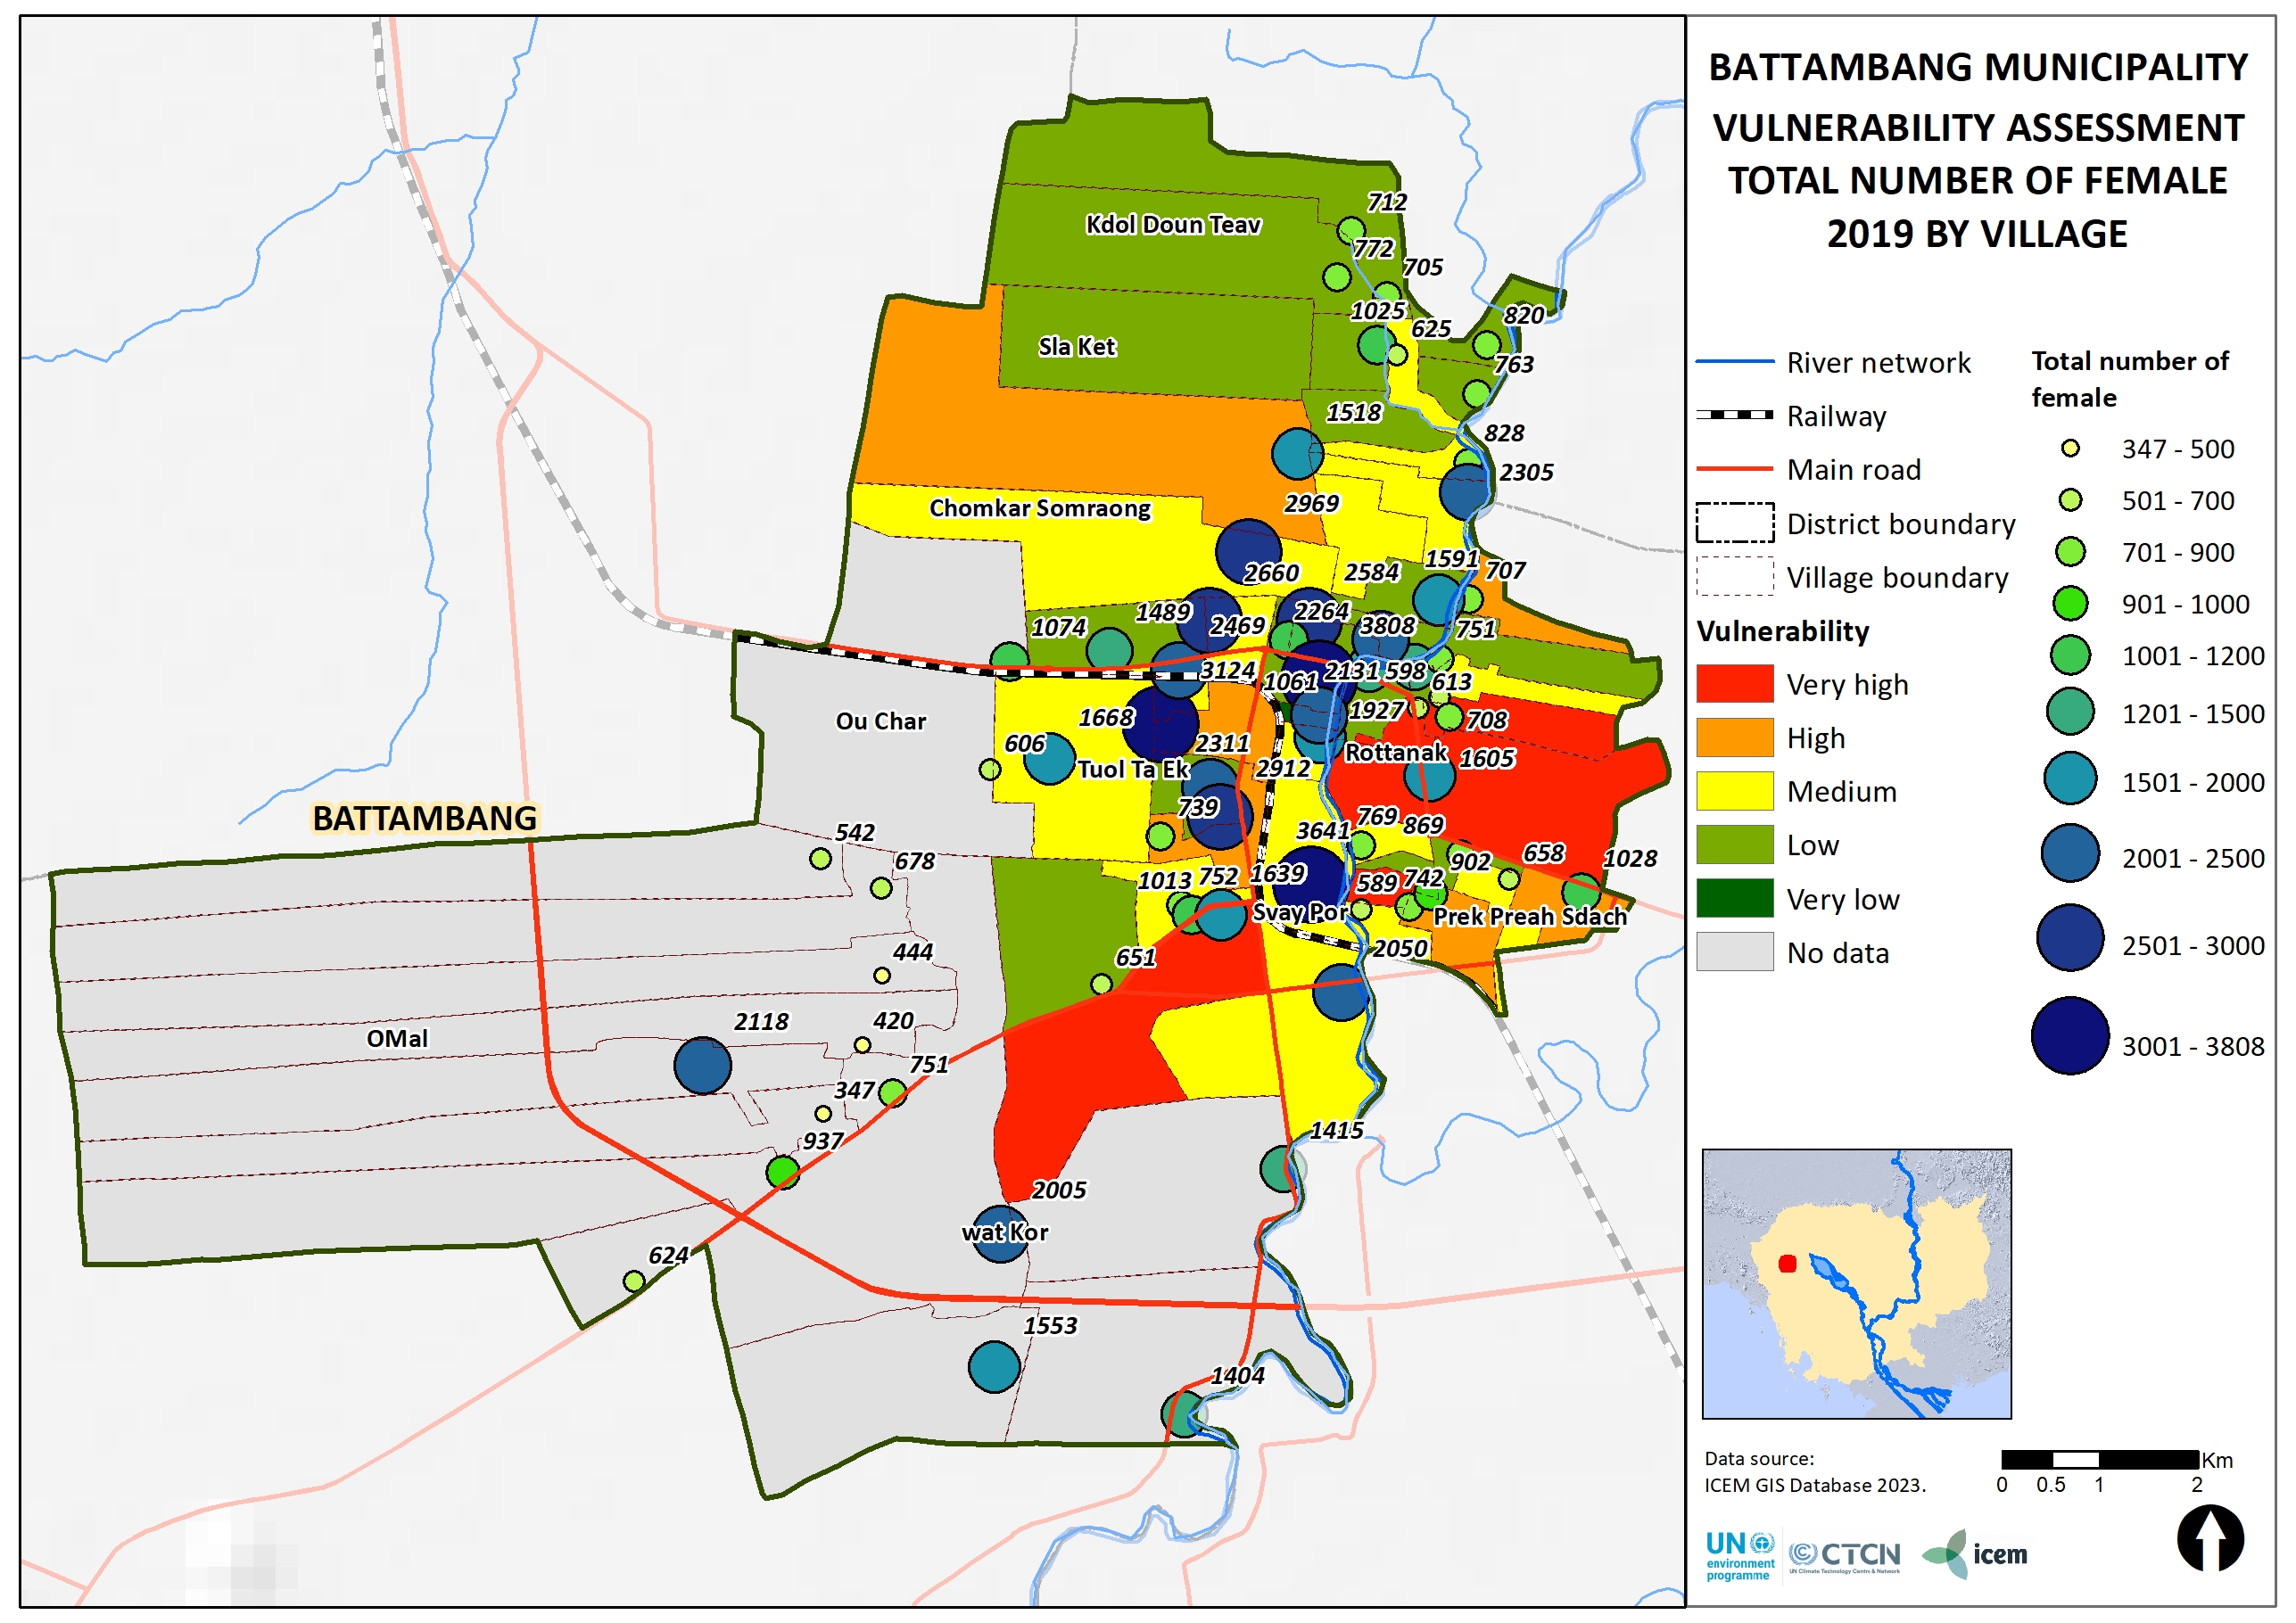 BATTAMBANG MUNICIPALITY
VULNERABILITY ASSESSMENT
TOTAL NUMBER OF FEMALE
2019 BY VILLAGE
River network
Railway
Main road
District boundary
Village boundary
Vulnerability
Very high
High
Medium
Low
Very low
No data
Total number of
female
347 - 500
501 - 700
701 - 900
901 - 1000
1001 - 1200
1201 - 1500
1501 - 2000
2001 - 2500
2501 - 3000
3001 - 3808
Data source:
ICEM GIS Database 2023.
Km
0 0.5 1 2
UN
environment
programme
CTCN
UN Climate Technology Centre & Network
icem
712
Kdol Doun Teav
772
705
1025
820
625
Sla Ket
763
1518
828
2305
2969
Chomkar Somraong
1591
707
2660
2584
1489
2264
2469
3808
1074
751
3124
2131
598
1061
613
1668
1927
708
Ou Char
606
2311
Rottanak
1605
Tuol Ta Ek
2912
739
769
869
BATTAMBANG
3641
542
678
902
658
1028
1013
752
1639
589
742
Svay Por
Prek Preah Sdach
444
651
2050
2118
420
OMal
751
347
937
1415
2005
wat Kor
624
1553
1404